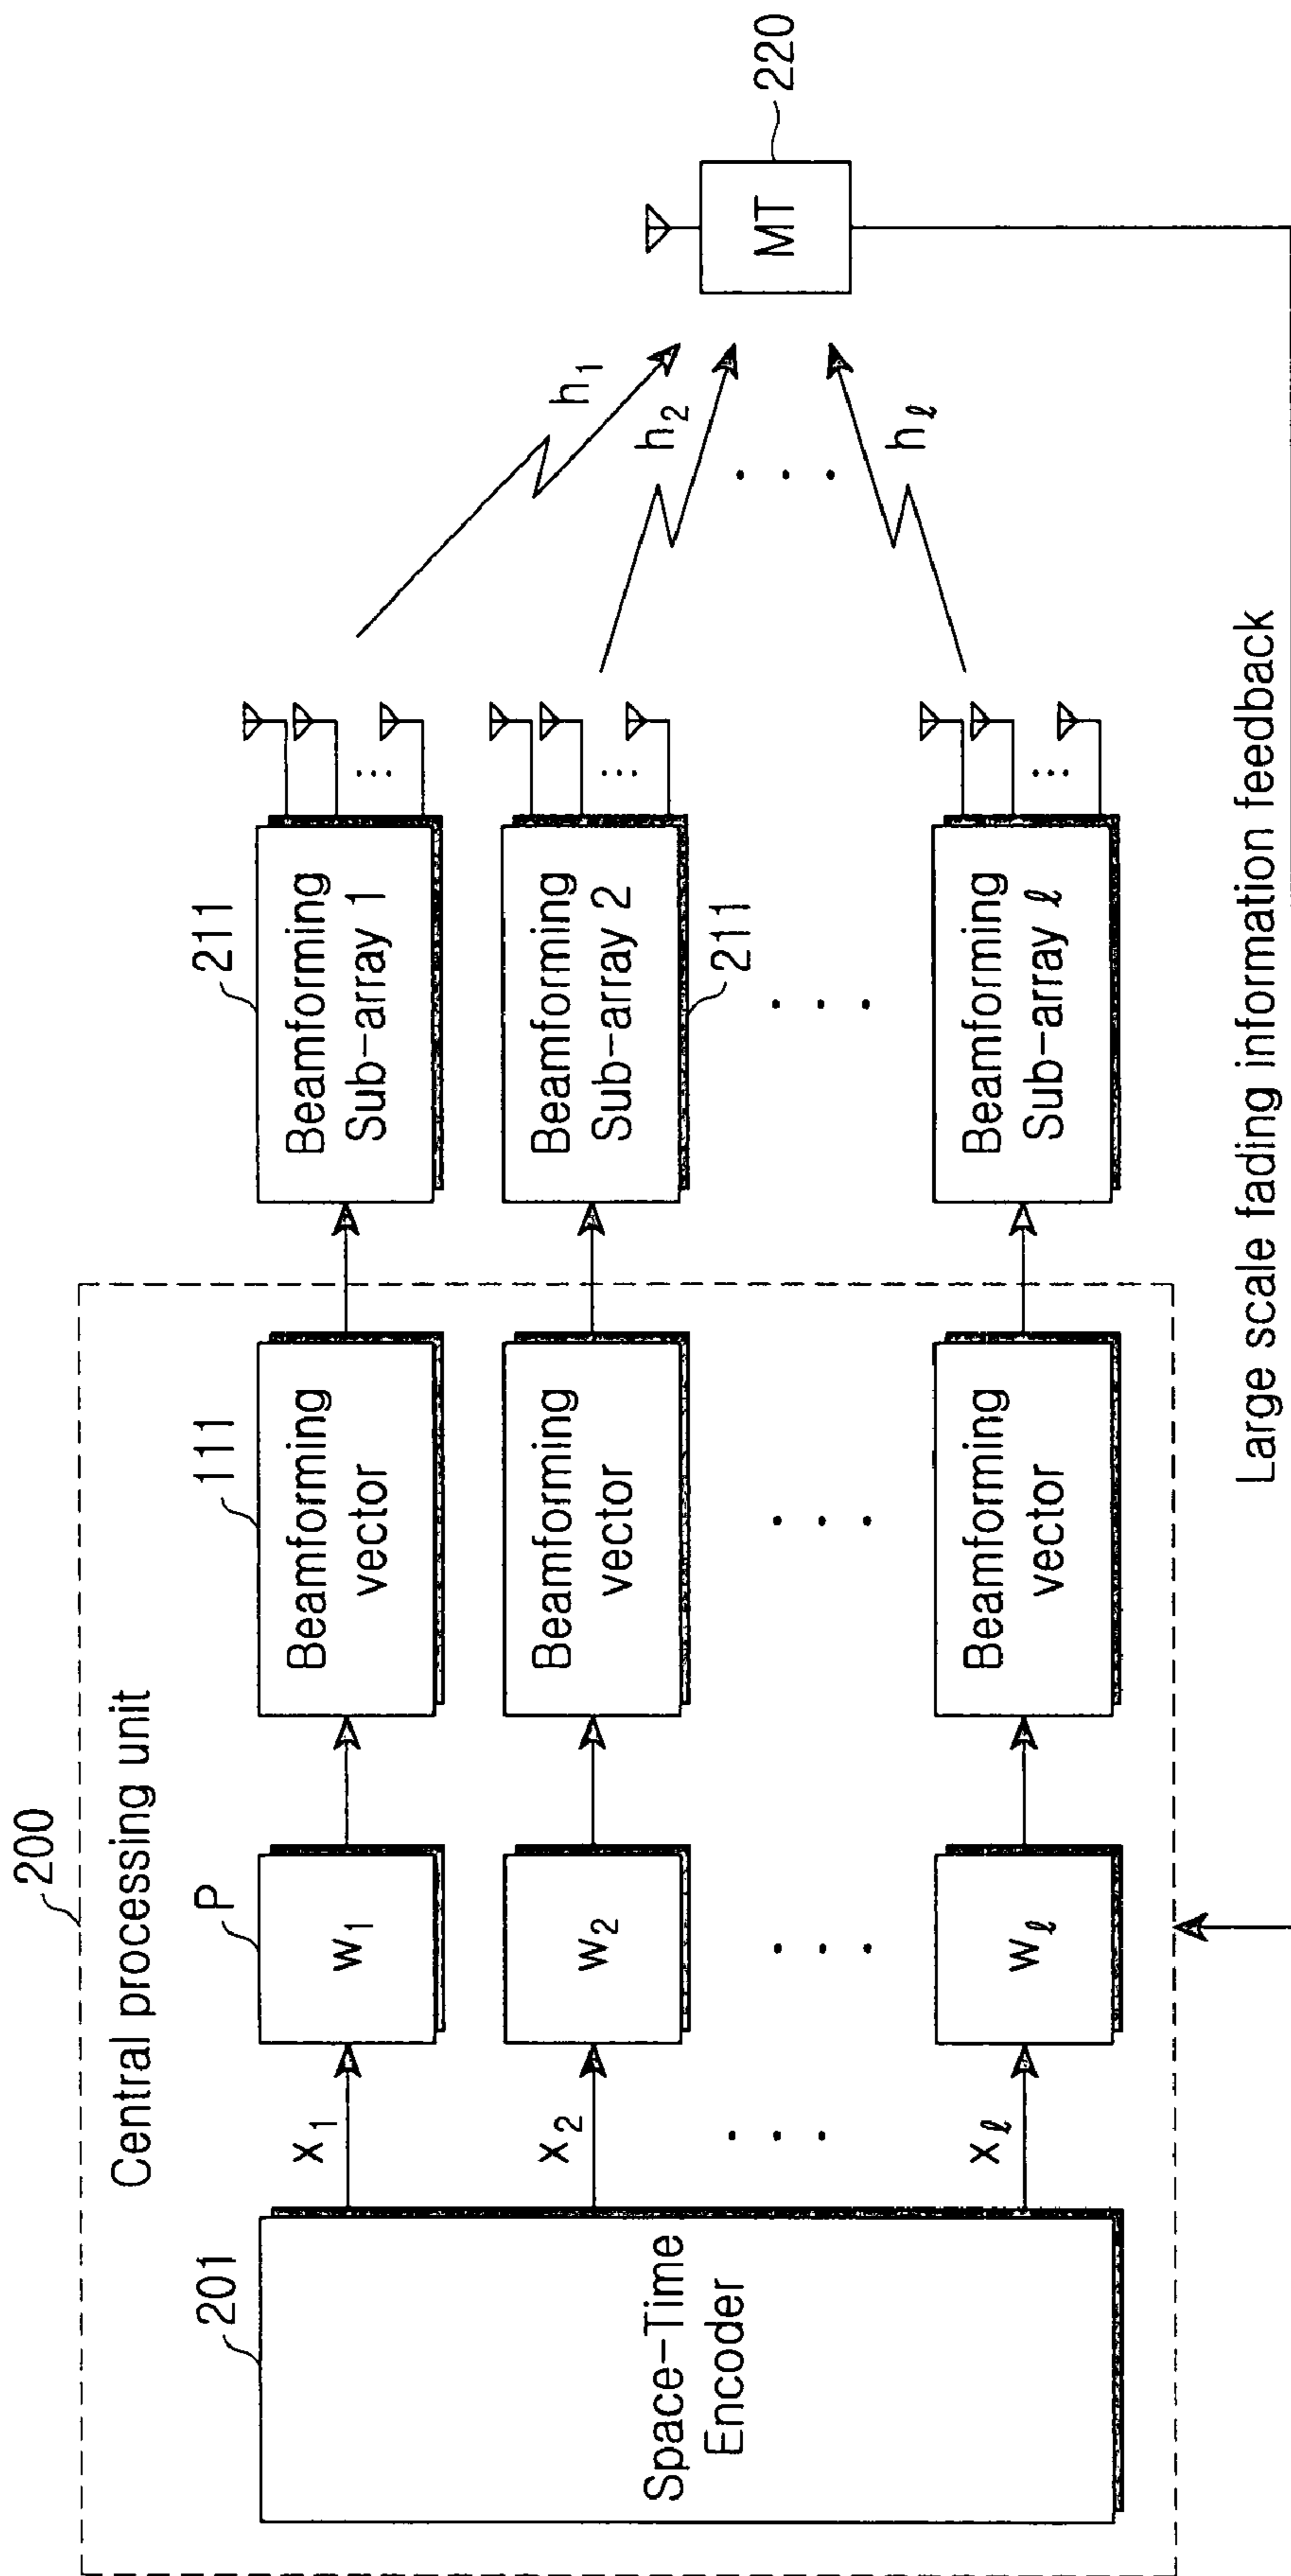 200
Central processing unit
201
Space-Time
Encoder
x1
x2
xℓ
P
w1
w2
wℓ
111
Beamforming
vector
Beamforming
vector
Beamforming
vector
211
Beamforming
Sub-array 1
Beamforming
Sub-array 2
211
Beamforming
Sub-array ℓ
h1
h2
hℓ
MT
220
Large scale fading information feedback